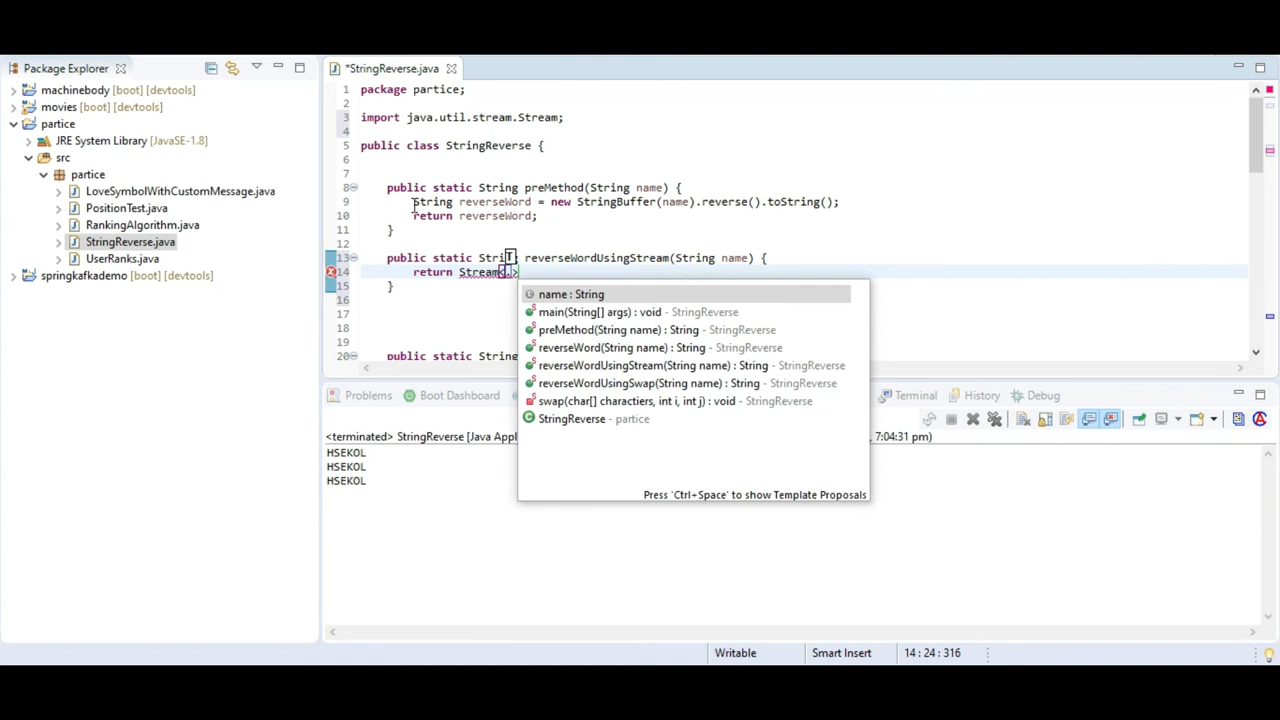 Package Explorer
machinebody [boot] [devtools]
movies [boot] [devtools]
partice
JRE System Library [JavaSE-1.8]
src
partice
LoveSymbolWithCustomMessage.java
PositionTest.java
RankingAlgorithm.java
StringReverse.java
UserRanks.java
springkafkademo [boot] [devtools]
*StringReverse.java
1 package partice;
2
3 import java.util.stream.Stream;
4
5 public class StringReverse {
6
7
8 public static String preMethod(String name) {
9 String reverseWord = new StringBuffer(name).reverse().toString();
10 return reverseWord;
11 }
12
13 public static Stri T reverseWordUsingStream(String name) {
14 return Stream<.>
15 }
16
17
18
19
20 public static String
name : String
main(String[] args) : void - StringReverse
preMethod(String name) : String - StringReverse
reverseWord(String name) : String - StringReverse
reverseWordUsingStream(String name) : String - StringReverse
reverseWordUsingSwap(String name) : String - StringReverse
swap(char[] charactiers, int i, int j) : void - StringReverse
StringReverse - partice
Press 'Ctrl+Space' to show Template Proposals
Problems Boot Dashboard Terminal History Debug
<terminated> StringReverse [Java Appl 7:04:31 pm)
HSEKOL
HSEKOL
HSEKOL
Writable Smart Insert 14 : 24 : 316